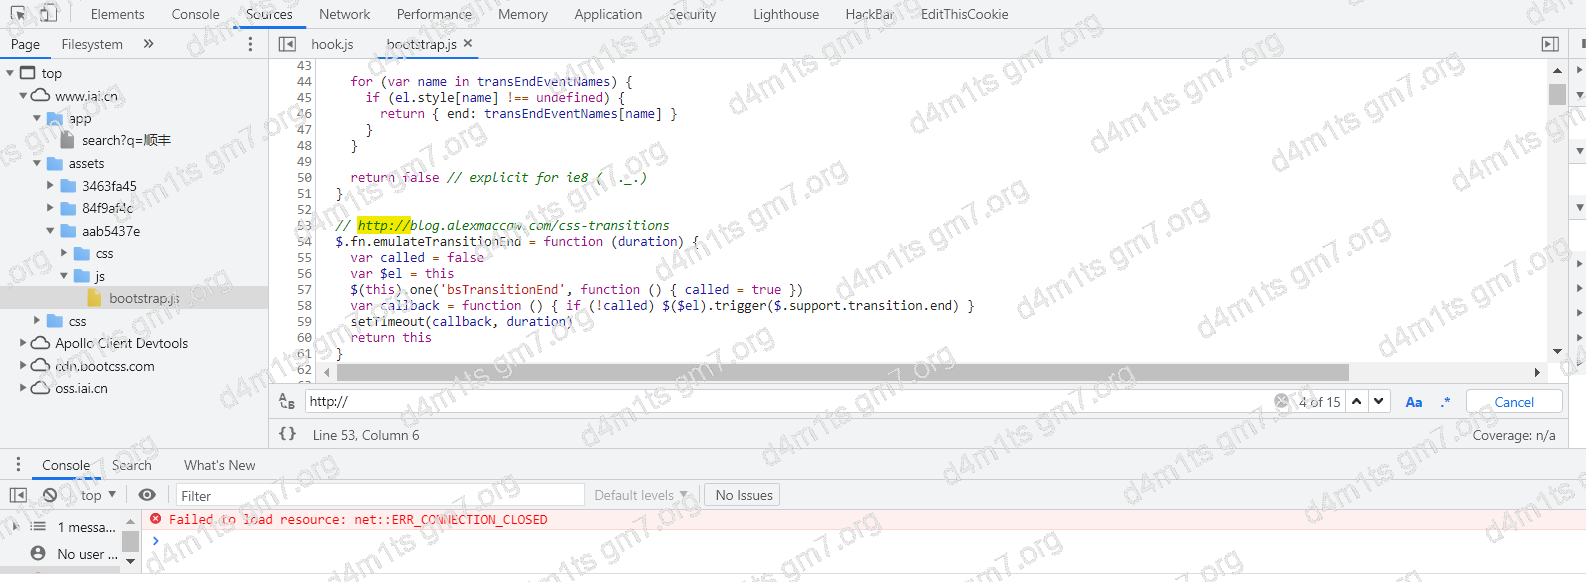 Elements Console Sources Network Performance Memory Application Security Lighthouse HackBar EditThisCookie
Page Filesystem » hook.js bootstrap.js ×
top
www.iai.cn
app
search?q=顺丰
assets
3463fa45
84f9af4c
aab5437e
css
js
bootstrap.js
css
Apollo Client Devtools
cdn.bootcss.com
oss.iai.cn
43
44 for (var name in transEndEventNames) {
45 if (el.style[name] !== undefined) {
46 return { end: transEndEventNames[name] }
47 }
48 }
49
50 return false // explicit for ie8 ( ._.)
51 }
52
53 // http://blog.alexmaccaw.com/css-transitions
54 $.fn.emulateTransitionEnd = function (duration) {
55 var called = false
56 var $el = this
57 $(this).one('bsTransitionEnd', function () { called = true })
58 var callback = function () { if (!called) $($el).trigger($.support.transition.end) }
59 setTimeout(callback, duration)
60 return this
61 }
62
http:// 4 of 15 Aa .* Cancel
{} Line 53, Column 6 Coverage: n/a
Console Search What's New
top Filter Default levels No Issues
1 messa...
No user ...
Failed to load resource: net::ERR_CONNECTION_CLOSED
d4m1ts gm7.org